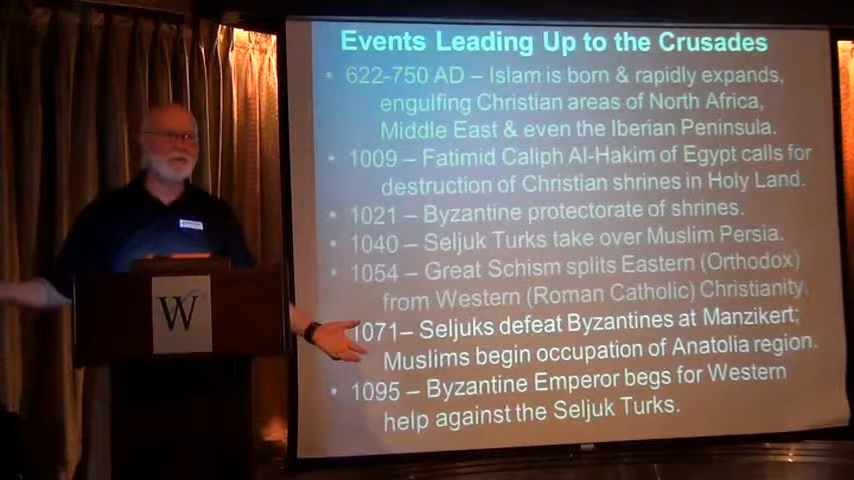 Events Leading Up to the Crusades
• 622-750 AD – Islam is born & rapidly expands,
engulfing Christian areas of North Africa,
Middle East & even the Iberian Peninsula.
• 1009 – Fatimid Caliph Al-Hakim of Egypt calls for
destruction of Christian shrines in Holy Land.
• 1021 – Byzantine protectorate of shrines.
• 1040 – Seljuk Turks take over Muslim Persia.
• 1054 – Great Schism splits Eastern (Orthodox)
from Western (Roman Catholic) Christianity.
1071– Seljuks defeat Byzantines at Manzikert;
Muslims begin occupation of Anatolia region.
• 1095 – Byzantine Emperor begs for Western
help against the Seljuk Turks.
W